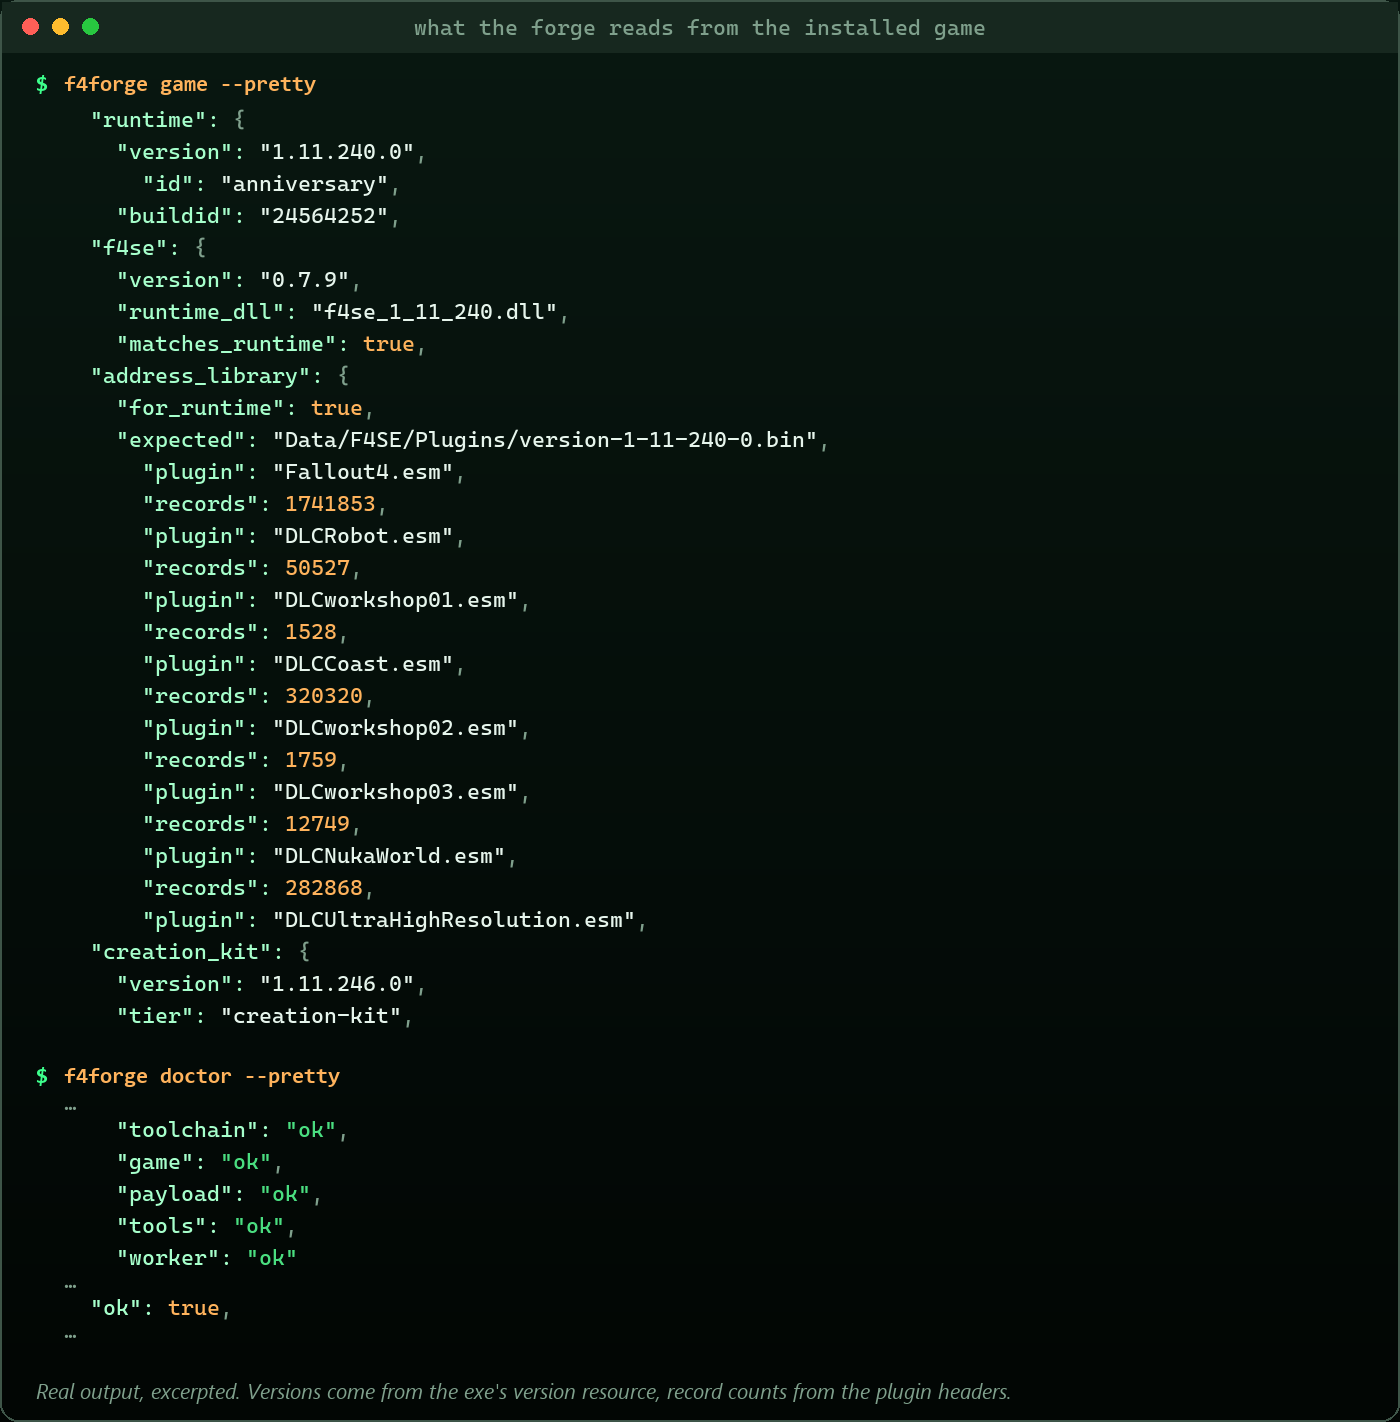 what the forge reads from the installed game
$ f4forge game --pretty
"runtime": {
"version": "1.11.240.0",
"id": "anniversary",
"buildid": "24564252",
"f4se": {
"version": "0.7.9",
"runtime_dll": "f4se_1_11_240.dll",
"matches_runtime": true,
"address_library": {
"for_runtime": true,
"expected": "Data/F4SE/Plugins/version-1-11-240-0.bin",
"plugin": "Fallout4.esm",
"records": 1741853,
"plugin": "DLCRobot.esm",
"records": 50527,
"plugin": "DLCworkshop01.esm",
"records": 1528,
"plugin": "DLCCoast.esm",
"records": 320320,
"plugin": "DLCworkshop02.esm",
"records": 1759,
"plugin": "DLCworkshop03.esm",
"records": 12749,
"plugin": "DLCNukaWorld.esm",
"records": 282868,
"plugin": "DLCUltraHighResolution.esm",
"creation_kit": {
"version": "1.11.246.0",
"tier": "creation-kit",
$ f4forge doctor --pretty
…
"toolchain": "ok",
"game": "ok",
"payload": "ok",
"tools": "ok",
"worker": "ok"
…
"ok": true,
…
Real output, excerpted. Versions come from the exe's version resource, record counts from the plugin headers.